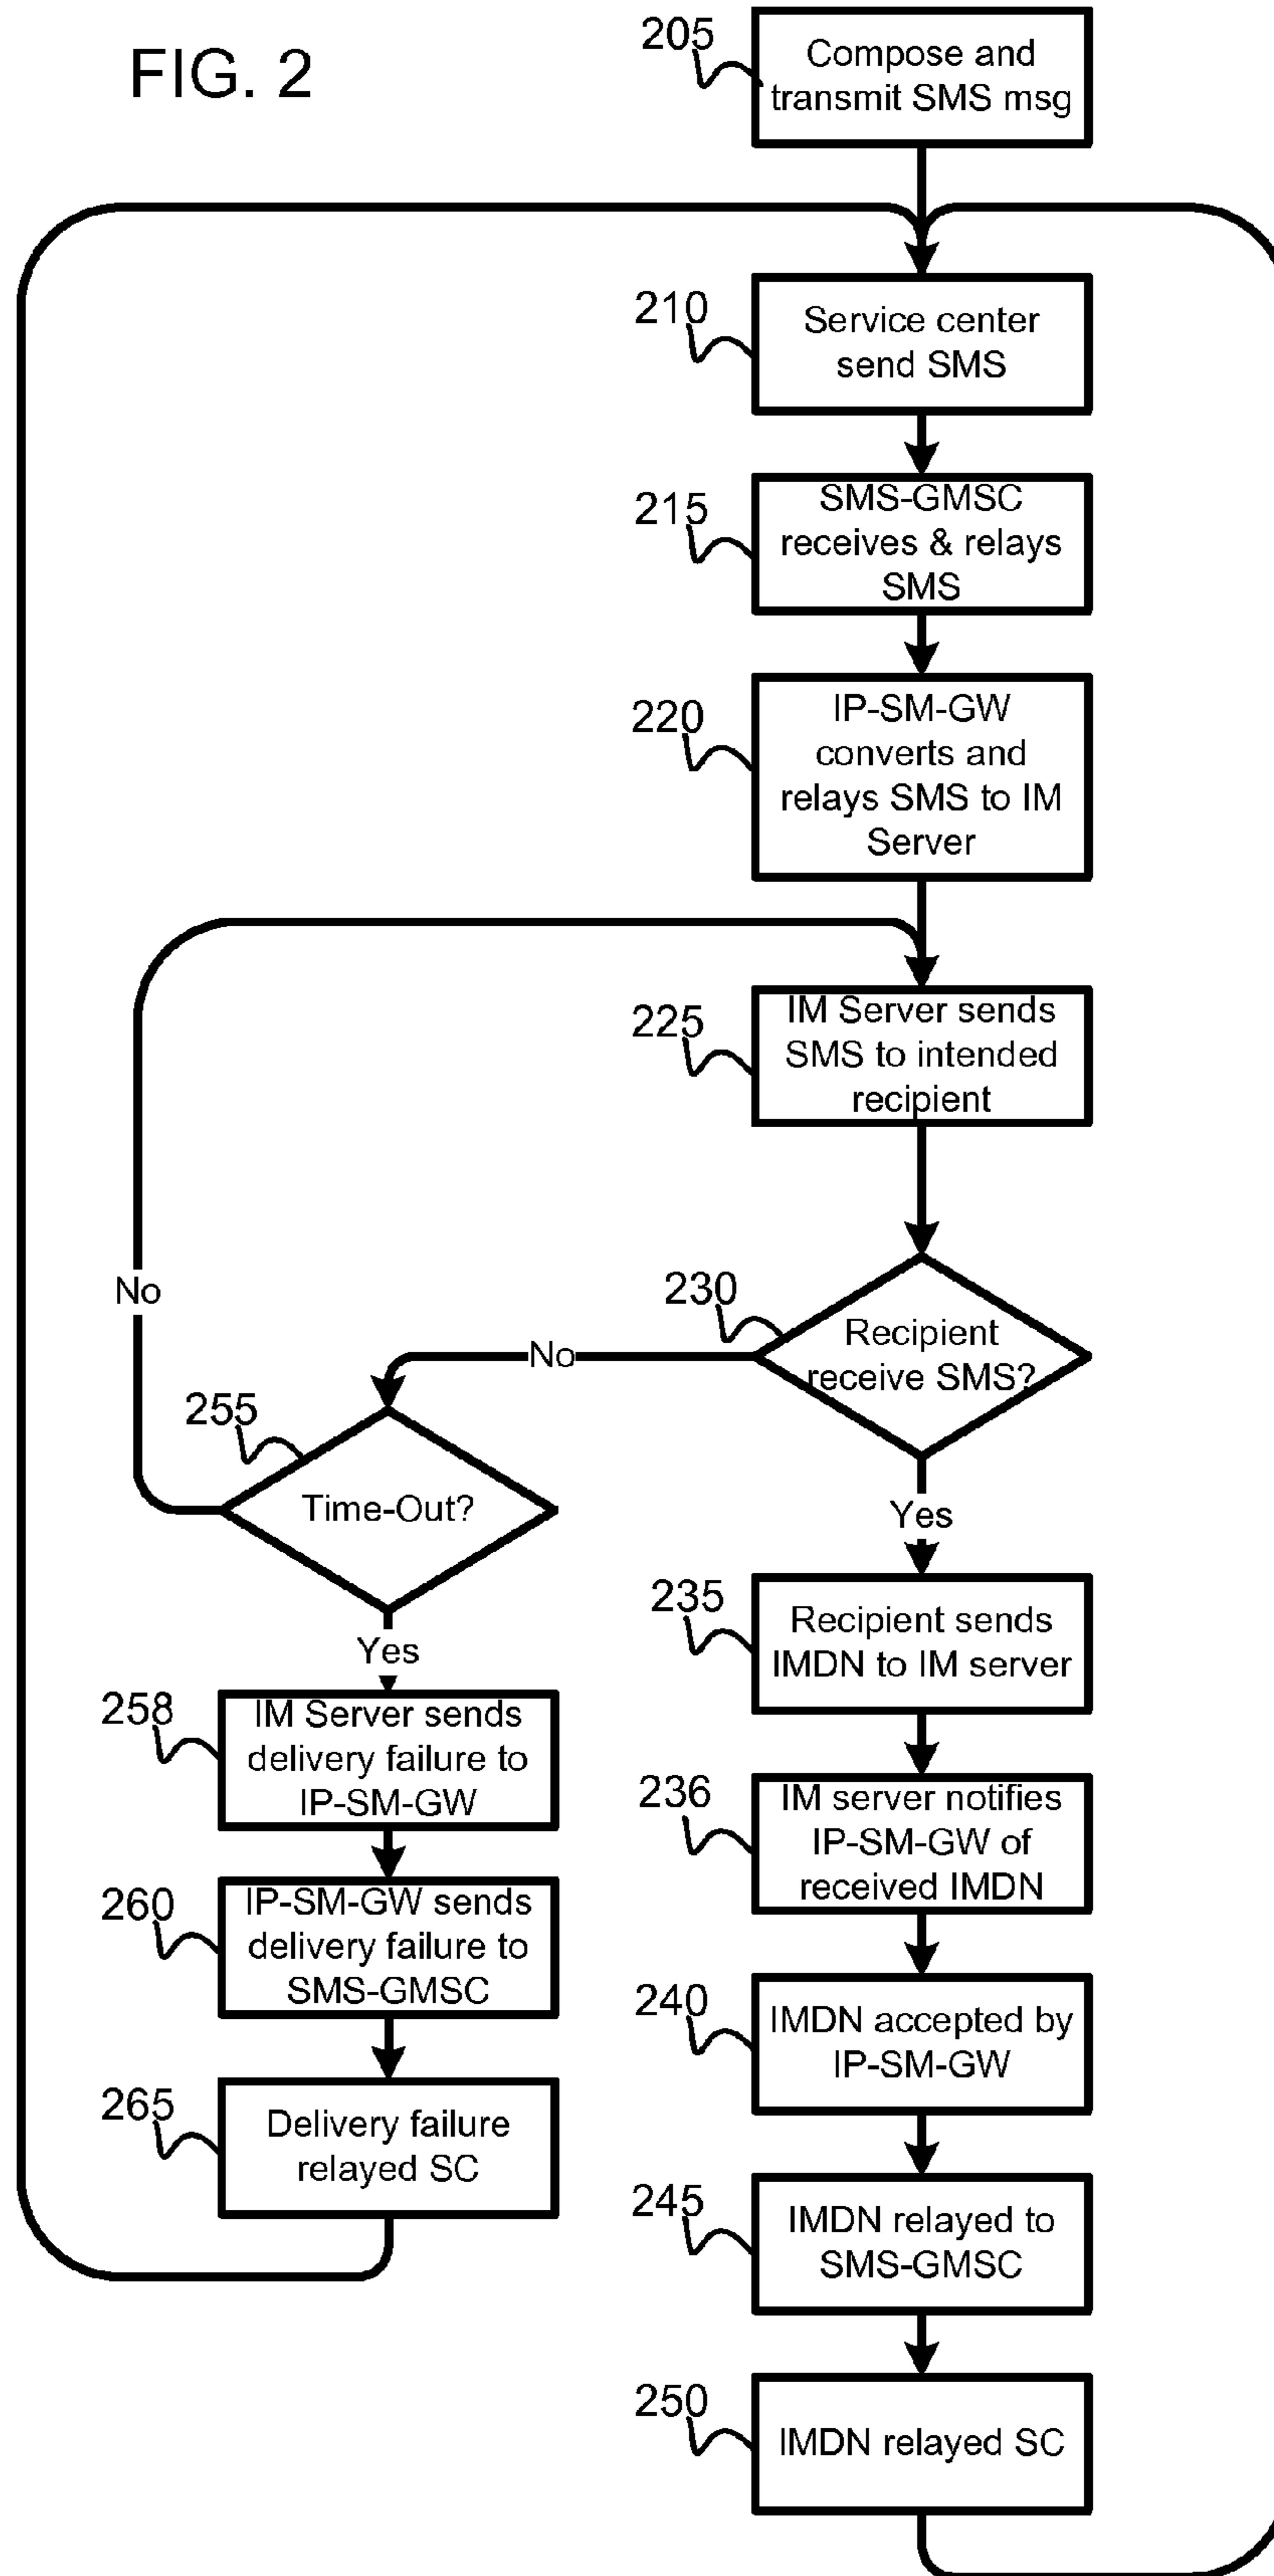 FIG. 2
205
Compose and
transmit SMS msg
210
Service center
send SMS
215
SMS-GMSC
receives & relays
SMS
220
IP-SM-GW
converts and
relays SMS to IM
Server
225
IM Server sends
SMS to intended
recipient
230
Recipient
receive SMS?
No
No
255
Time-Out?
Yes
Yes
235
Recipient sends
IMDN to IM server
258
IM Server sends
delivery failure to
IP-SM-GW
236
IM server notifies
IP-SM-GW of
received IMDN
260
IP-SM-GW sends
delivery failure to
SMS-GMSC
240
IMDN accepted by
IP-SM-GW
265
Delivery failure
relayed SC
245
IMDN relayed to
SMS-GMSC
250
IMDN relayed SC